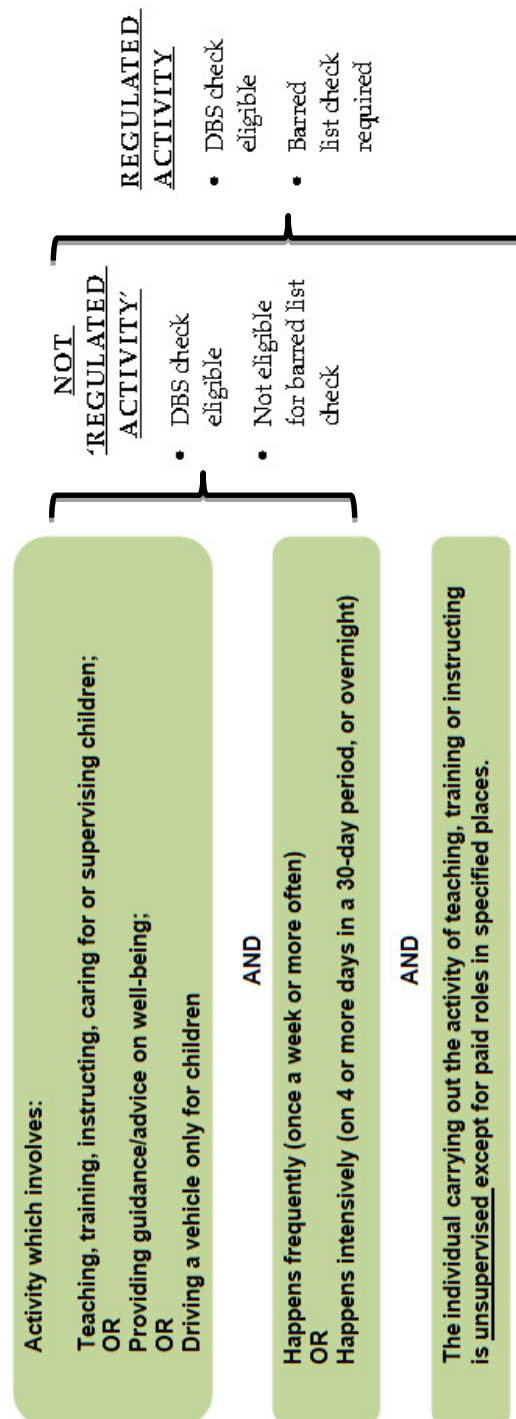 Activity which involves:
Teaching, training, instructing, caring for or supervising children;
OR
Providing guidance/advice on well-being;
OR
Driving a vehicle only for children
AND
Happens frequently (once a week or more often)
OR
Happens intensively (on 4 or more days in a 30-day period, or overnight)
AND
The individual carrying out the activity of teaching, training or instructing
is unsupervised except for paid roles in specified places.
NOT
‘REGULATED
ACTIVITY’
• DBS check
eligible
• Not eligible
for barred list
check
REGULATED
ACTIVITY
• DBS check
eligible
• Barred
list check
required